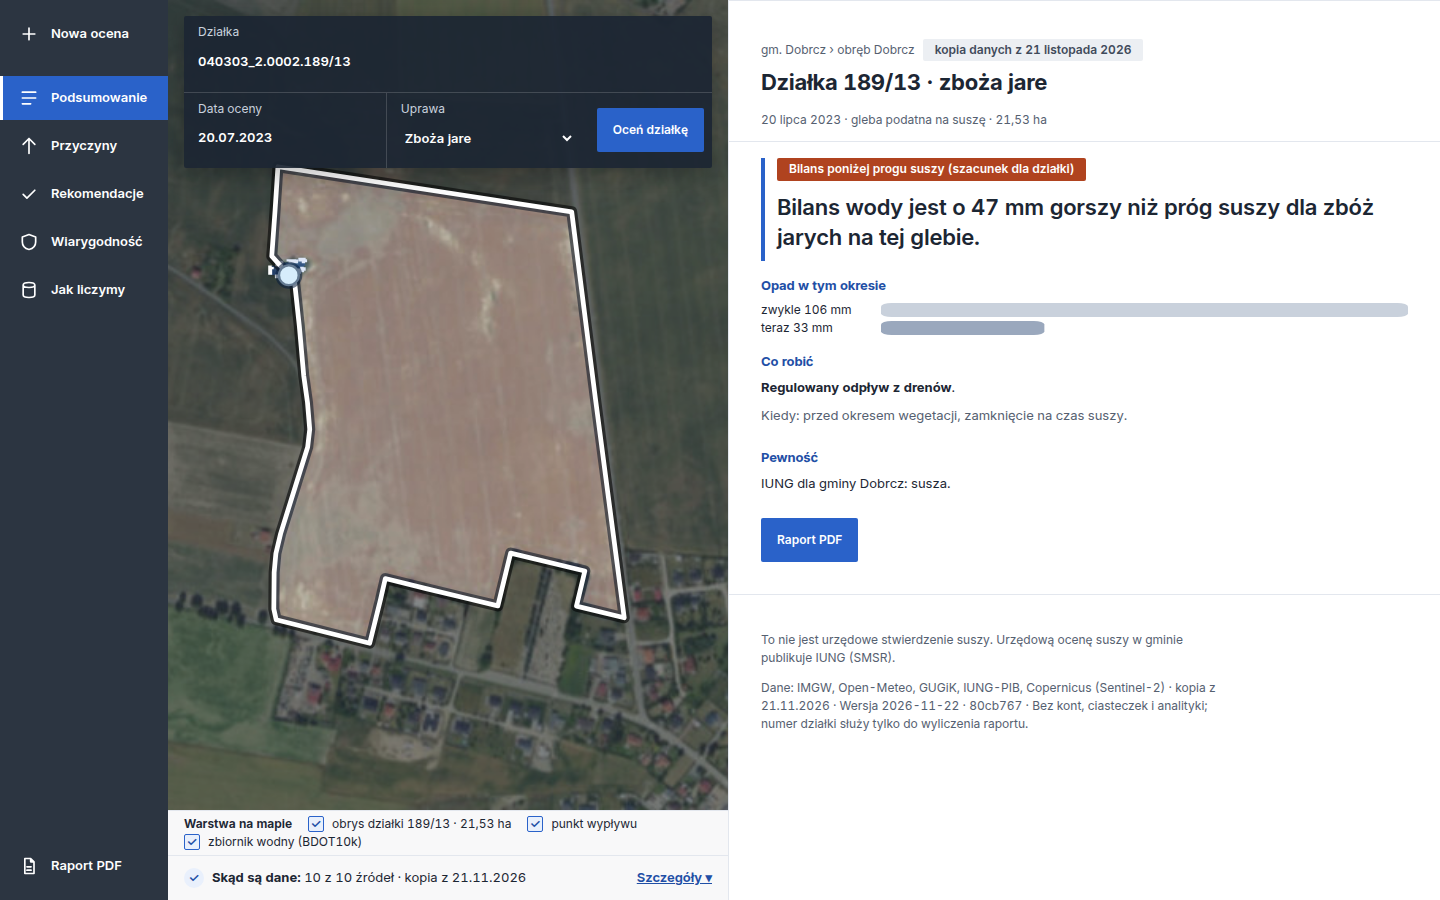 Nowa ocena
Podsumowanie
Przyczyny
Rekomendacje
Wiarygodność
Jak liczymy
Raport PDF
Działka
040303_2.0002.189/13
Data oceny
20.07.2023
Uprawa
Zboża jare
Oceń działkę
Warstwa na mapie obrys działki 189/13 · 21,53 ha punkt wypływu
zbiornik wodny (BDOT10k)
Skąd są dane: 10 z 10 źródeł · kopia z 21.11.2026
Szczegóły ▾
gm. Dobrcz › obręb Dobrcz kopia danych z 21 listopada 2026
Działka 189/13 · zboża jare
20 lipca 2023 · gleba podatna na suszę · 21,53 ha
Bilans poniżej progu suszy (szacunek dla działki)
Bilans wody jest o 47 mm gorszy niż próg suszy dla zbóż
jarych na tej glebie.
Opad w tym okresie
zwykle 106 mm
teraz 33 mm
Co robić
Regulowany odpływ z drenów.
Kiedy: przed okresem wegetacji, zamknięcie na czas suszy.
Pewność
IUNG dla gminy Dobrcz: susza.
Raport PDF
To nie jest urzędowe stwierdzenie suszy. Urzędową ocenę suszy w gminie
publikuje IUNG (SMSR).
Dane: IMGW, Open-Meteo, GUGiK, IUNG-PIB, Copernicus (Sentinel-2) · kopia z
21.11.2026 · Wersja 2026-11-22 · 80cb767 · Bez kont, ciasteczek i analityki;
numer działki służy tylko do wyliczenia raportu.